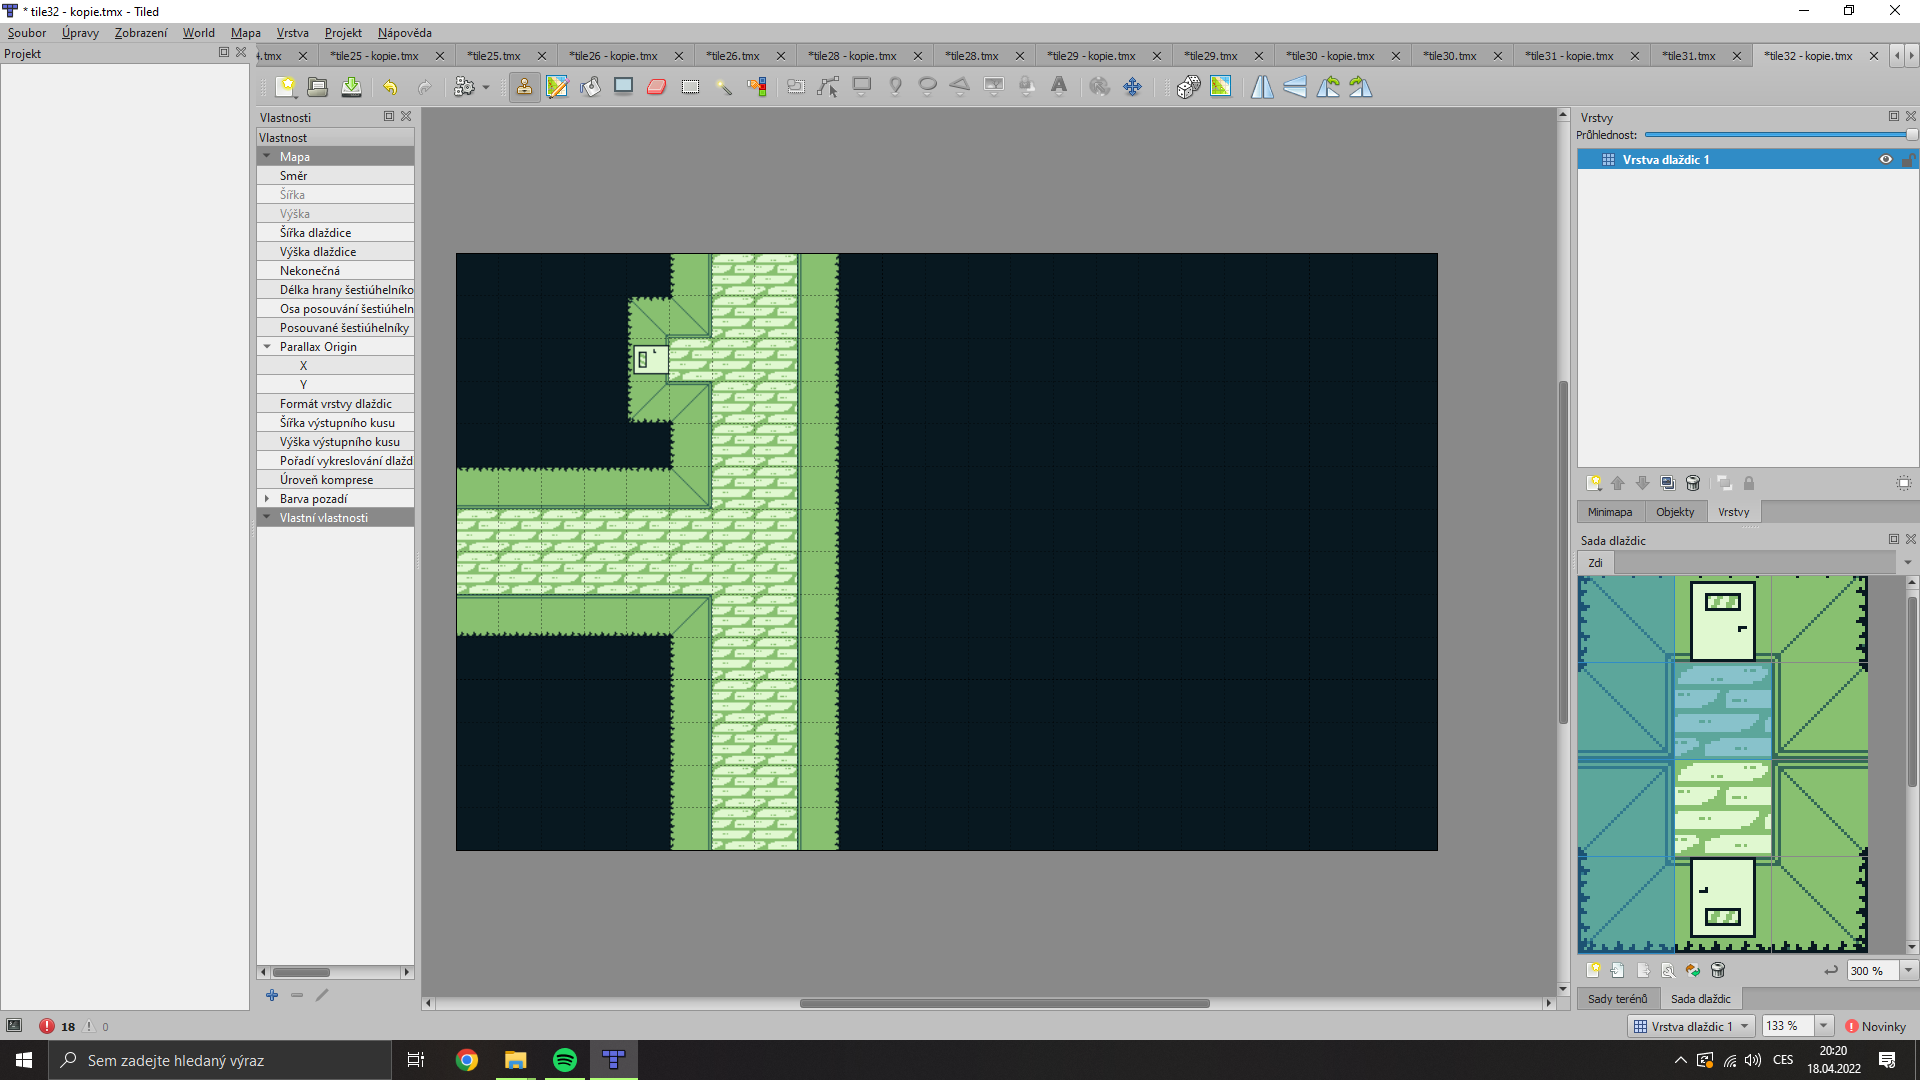 * tile32 - kopie.tmx - Tiled
Soubor Úpravy Zobrazení World Mapa Vrstva Projekt Nápověda
Projekt
4.tmx *tile25 - kopie.tmx *tile25.tmx *tile26 - kopie.tmx *tile26.tmx *tile28 - kopie.tmx *tile28.tmx *tile29 - kopie.tmx *tile29.tmx *tile30 - kopie.tmx *tile30.tmx *tile31 - kopie.tmx *tile31.tmx *tile32 - kopie.tmx
Vlastnosti
Vlastnost
Mapa
Směr
Šířka
Výška
Šířka dlaždice
Výška dlaždice
Nekonečná
Délka hrany šestiúhelníko
Osa posouvání šestiúheln
Posouvané šestiúhelníky
Parallax Origin
X
Y
Formát vrstvy dlaždic
Šířka výstupního kusu
Výška výstupního kusu
Pořadí vykreslování dlažd
Úroveň komprese
Barva pozadí
Vlastní vlastnosti
Vrstvy
Průhlednost:
Vrstva dlaždic 1
Minimapa Objekty Vrstvy
Sada dlaždic
Zdi
300 %
Sady terénů Sada dlaždic
18 0
Vrstva dlaždic 1 133 % Novinky
Sem zadejte hledaný výraz
CES
20:20
18.04.2022